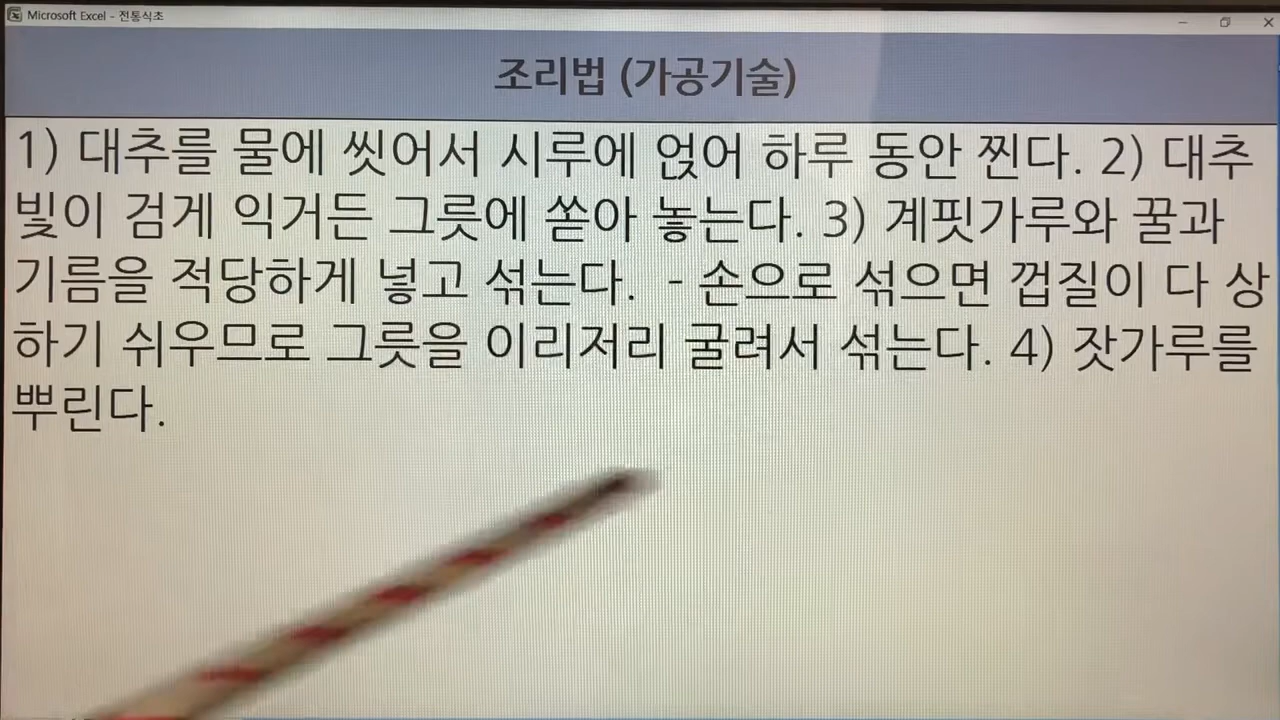 Microsoft Excel - 전통식초
조리법 (가공기술)
1) 대추를 물에 씻어서 시루에 얹어 하루 동안 찐다. 2) 대추
빛이 검게 익거든 그릇에 쏟아 놓는다. 3) 계핏가루와 꿀과
기름을 적당하게 넣고 섞는다.  - 손으로 섞으면 껍질이 다 상
하기 쉬우므로 그릇을 이리저리 굴려서 섞는다. 4) 잣가루를
뿌린다.